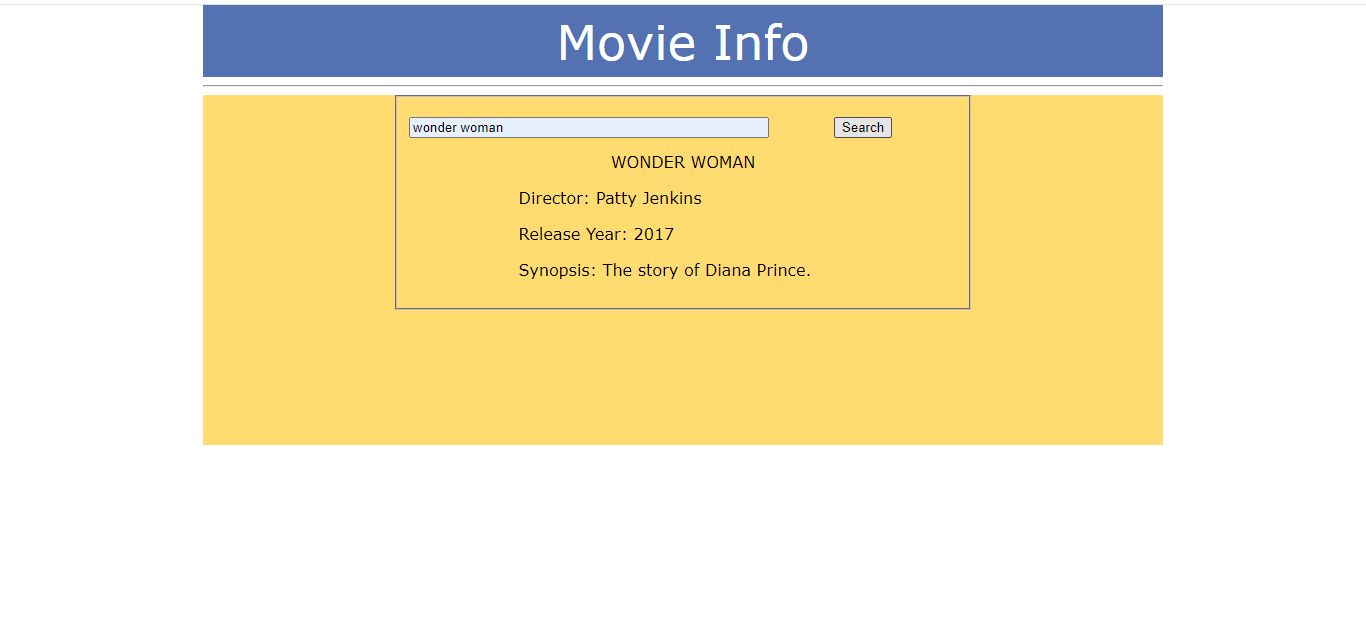 Movie Info
wonder woman Search
WONDER WOMAN
Director: Patty Jenkins
Release Year: 2017
Synopsis: The story of Diana Prince.